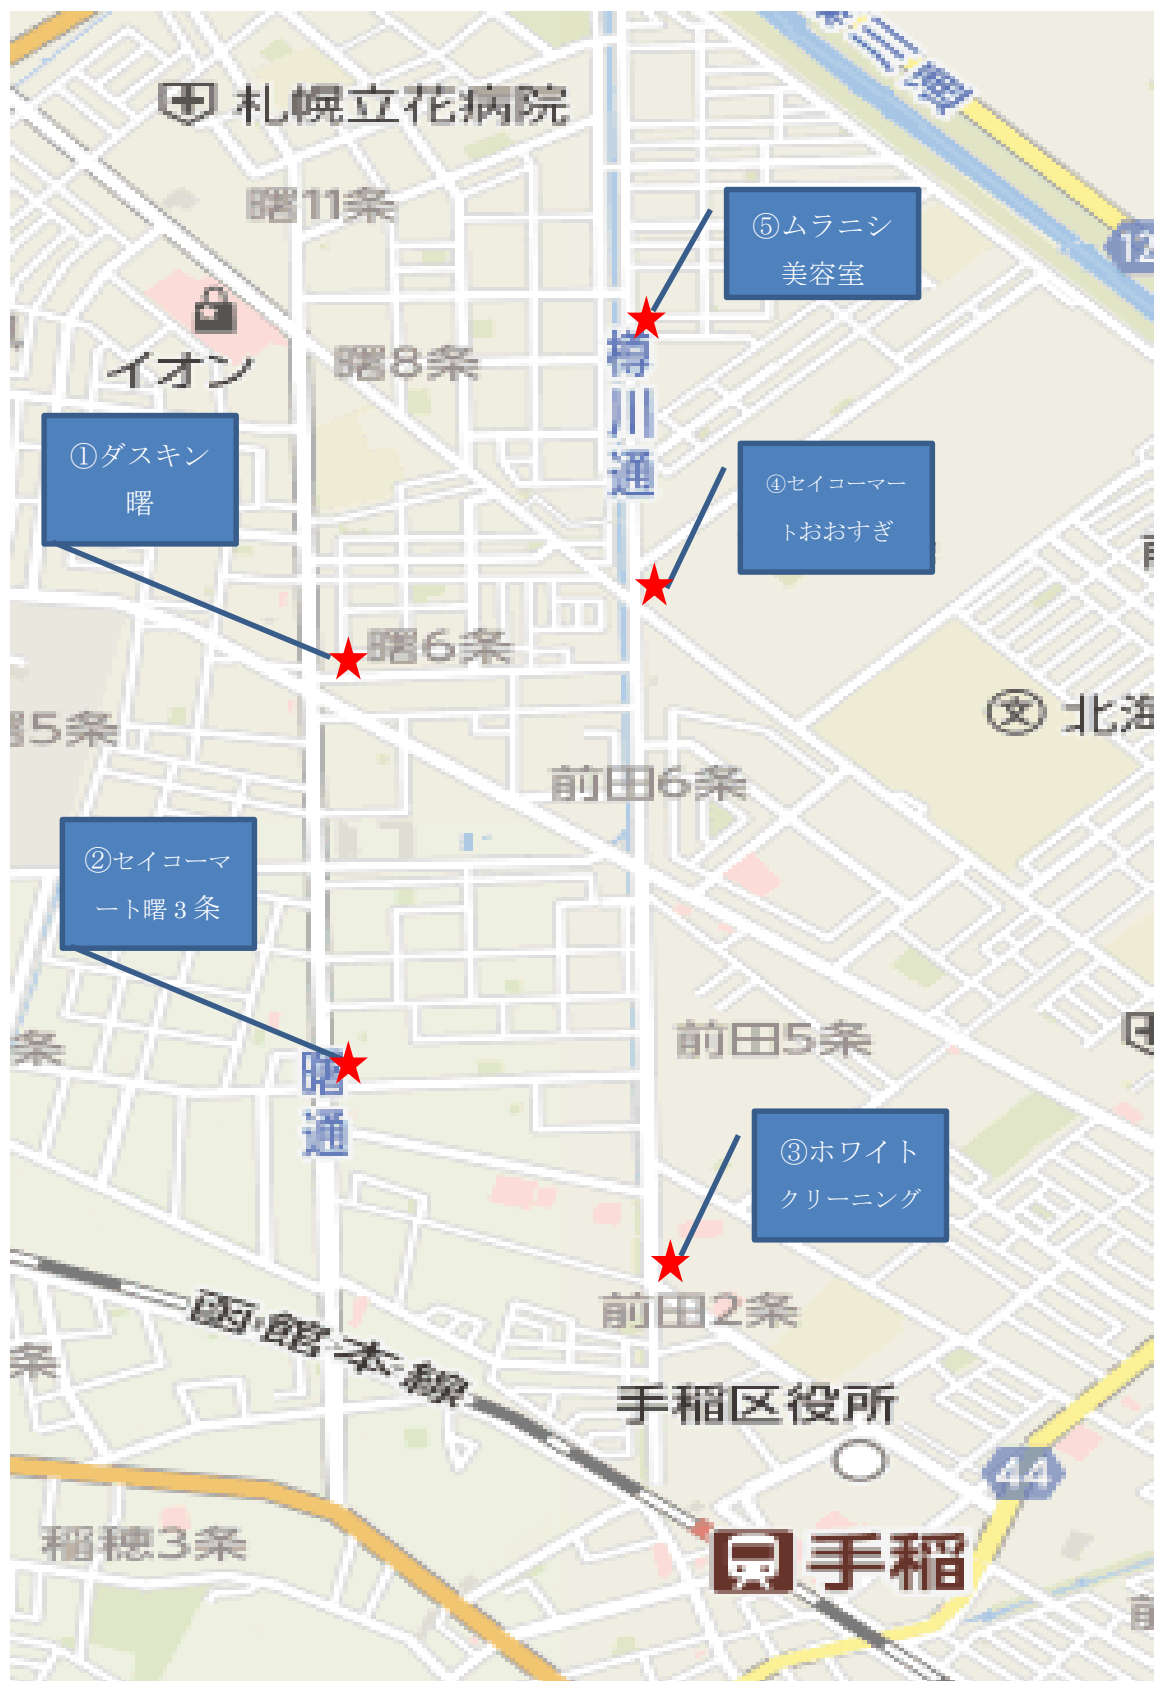 札幌立花病院
曙11条
12
⑤ムラニシ
美容室
イオン
曙8条
樽川通
①ダスキン
曙
④セイコーマー
トおおすぎ
曙6条
5条
北海
前田6条
②セイコーマ
ート曙3条
条
前田5条
曙通
③ホワイト
クリーニング
前田2条
函館本線
条
手稲区役所
44
稲穂3条
手稲